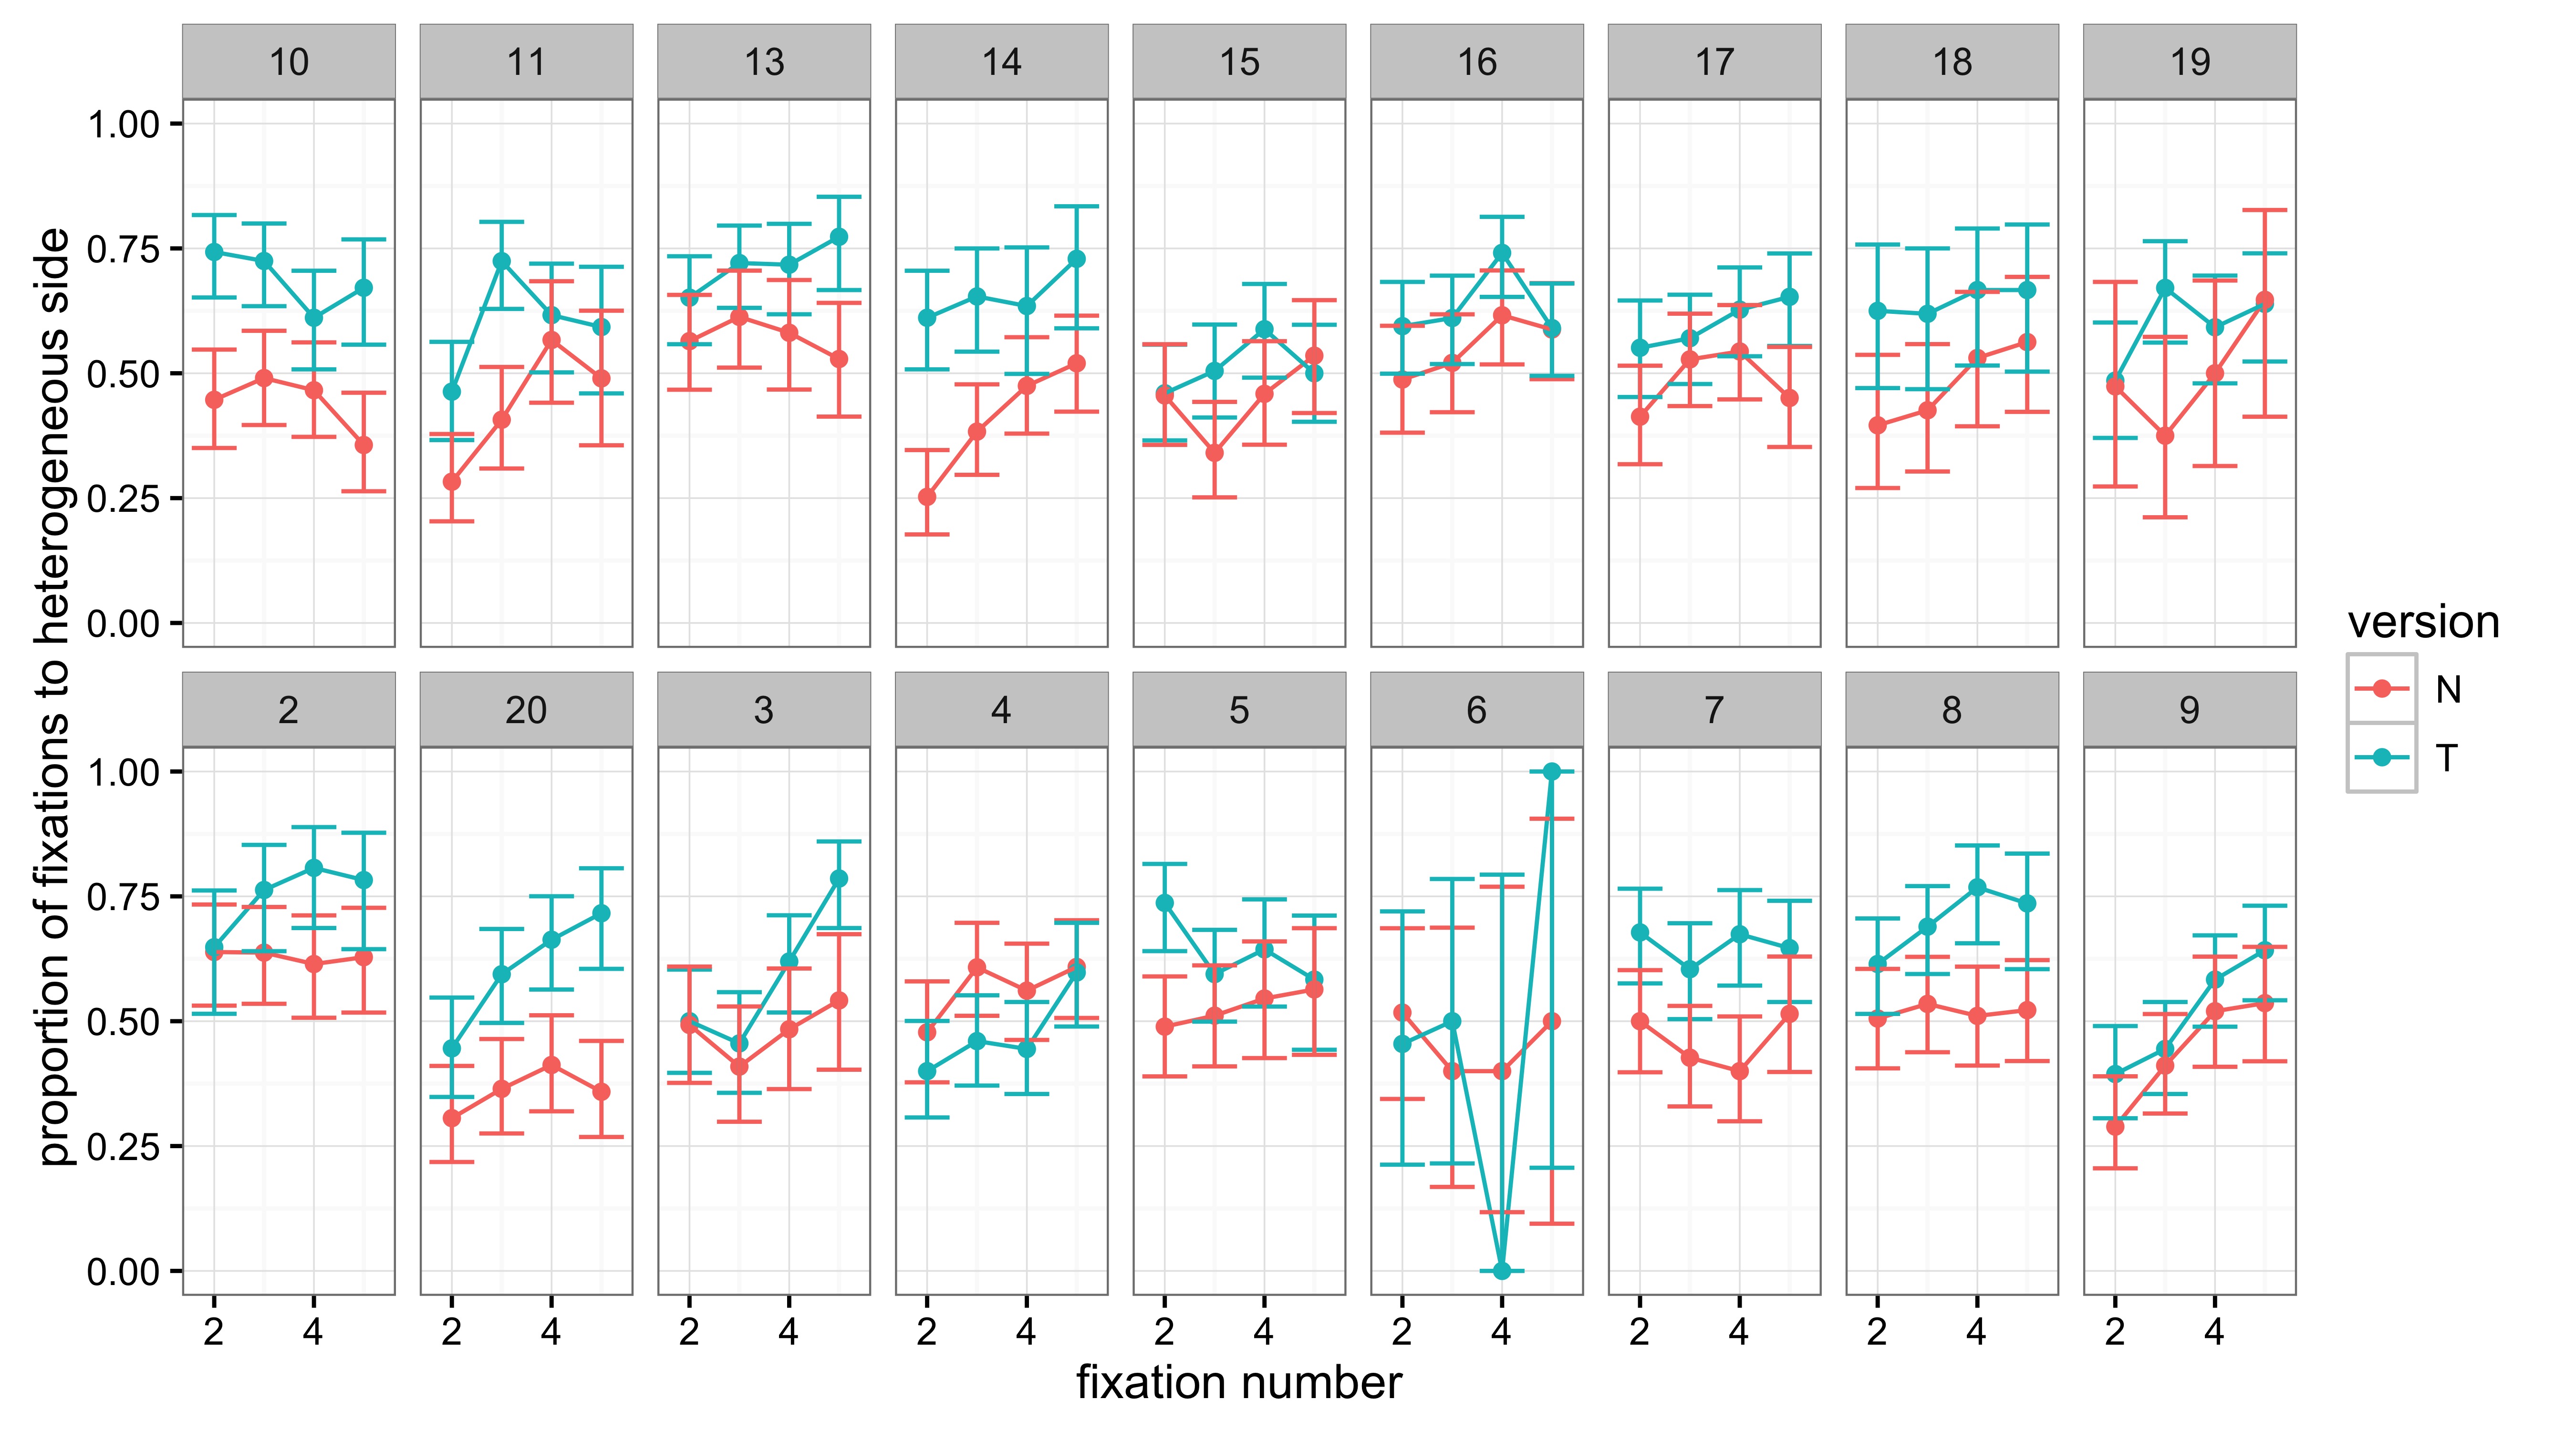 10 11 13 14 15 16 17 18 19
1.00
0.75
0.50
0.25
0.00
proportion of fixations to heterogeneous side
2 20 3 4 5 6 7 8 9
1.00
0.75
0.50
0.25
0.00
2 4 2 4 2 4 2 4 2 4 2 4 2 4 2 4 2 4
fixation number
version
N
T